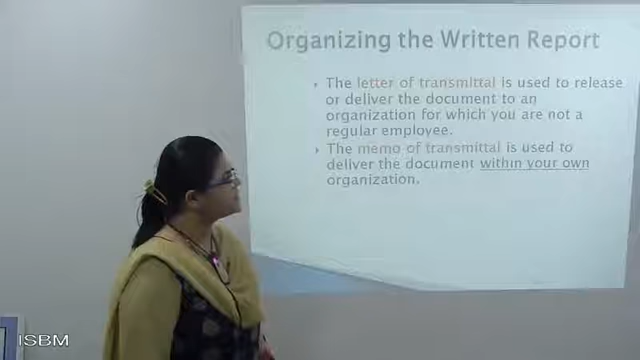 Organizing the Written Report
The letter of transmittal is used to release
or deliver the document to an
organization for which you are not a
regular employee.
The memo of transmittal is used to
deliver the document within your own
organization.
ISBM